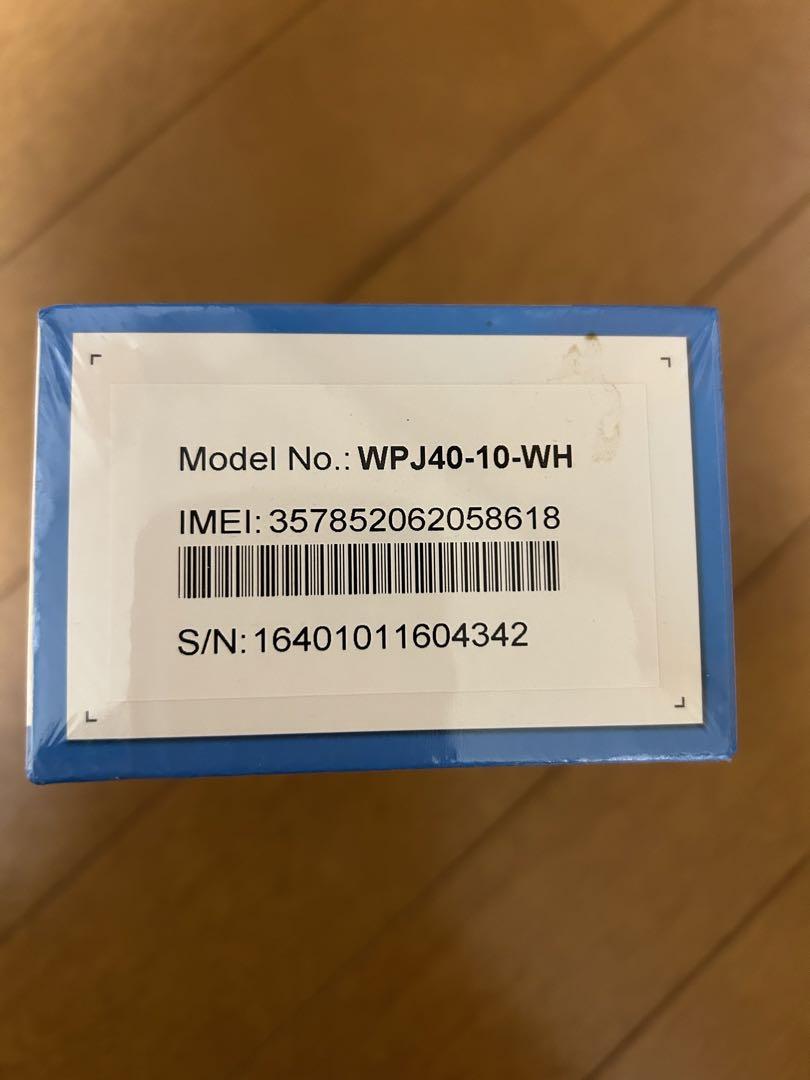 Model No.: WPJ40-10-WH
IMEI: 357852062058618
S/N: 16401011604342